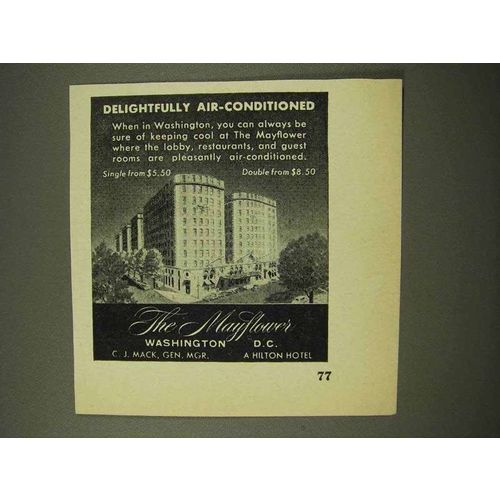 DELIGHTFULLY AIR-CONDITIONED
When in Washington, you can always be
sure of keeping cool at The Mayflower
where the lobby, restaurants, and guest
rooms are pleasantly air-conditioned.
Single from $5.50 Double from $8.50
The Mayflower
WASHINGTON D.C.
C. J. MACK, GEN. MGR. A HILTON HOTEL
77